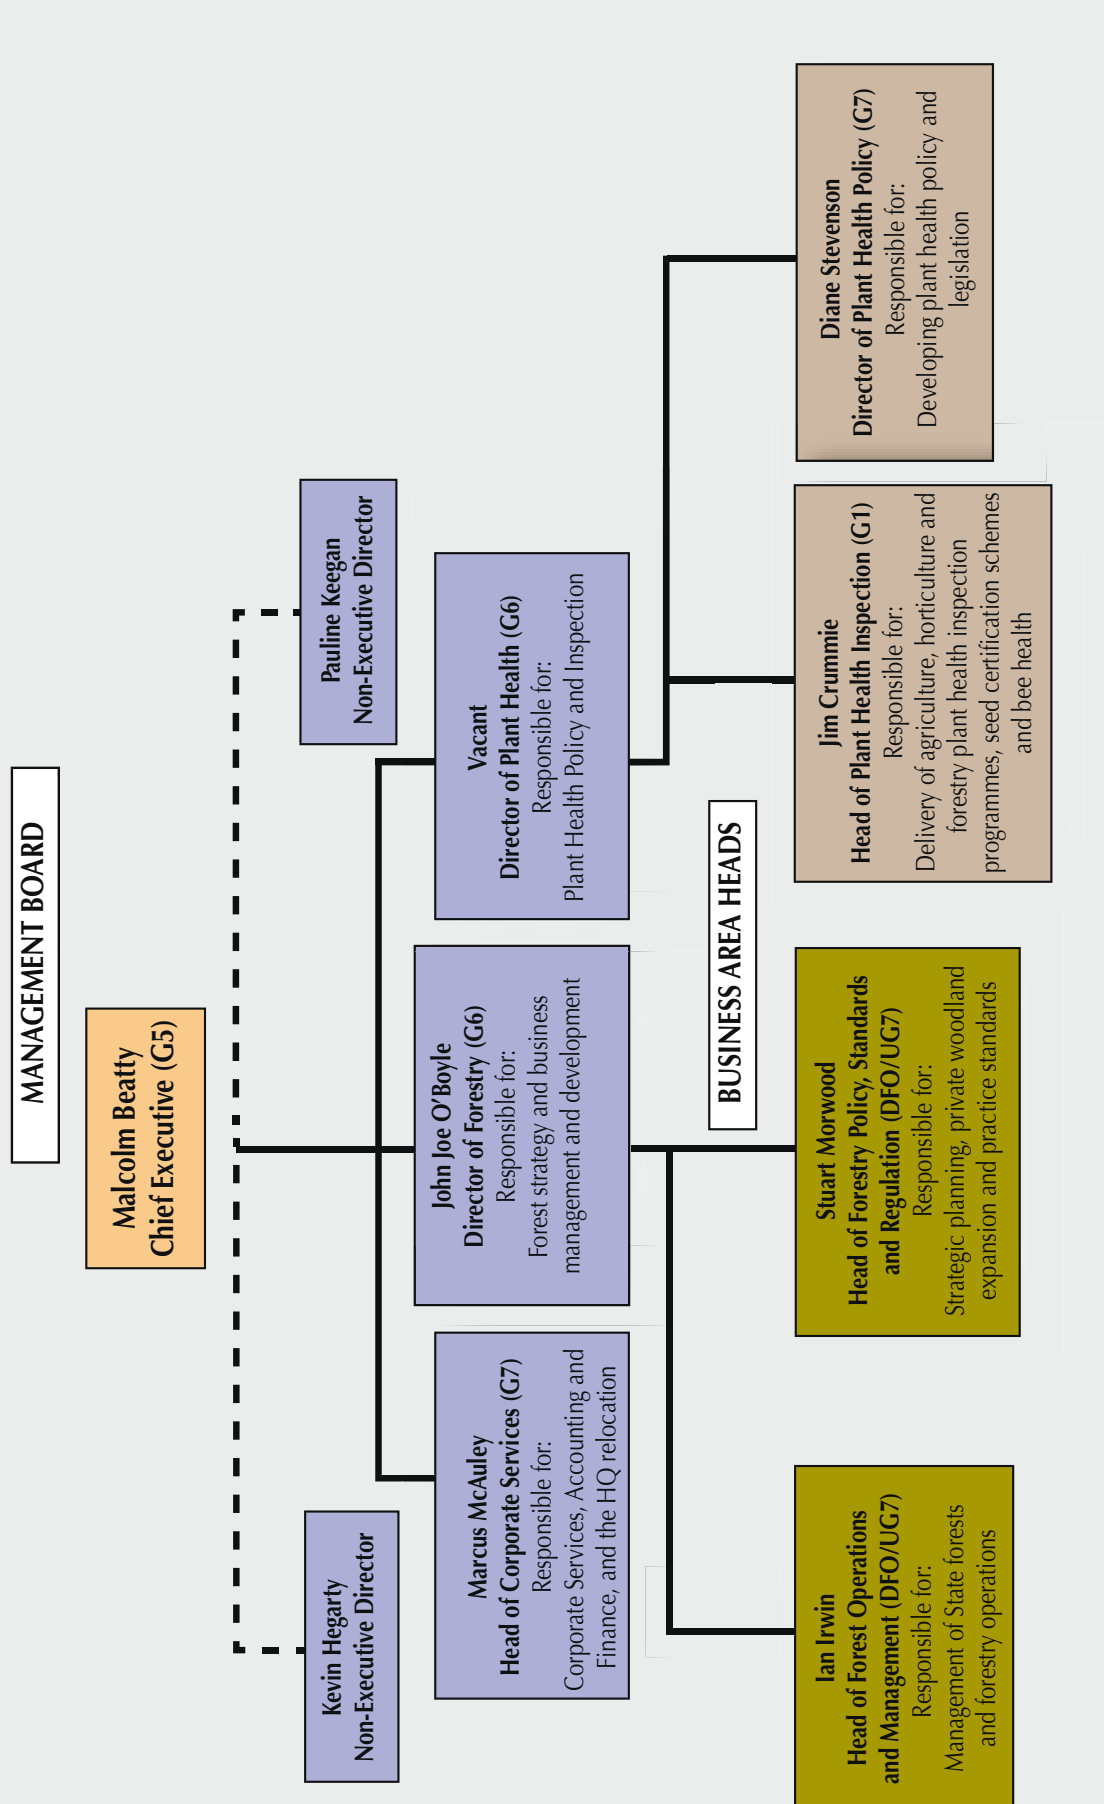 MANAGEMENT BOARD
Malcolm Beatty
Chief Executive (G5)
Kevin Hegarty
Non-Executive Director
Pauline Keegan
Non-Executive Director
Marcus McAuley
Head of Corporate Services (G7)
Responsible for:
Corporate Services, Accounting and
Finance, and the HQ relocation
John Joe O’Boyle
Director of Forestry (G6)
Responsible for:
Forest strategy and business
management and development
Vacant
Director of Plant Health (G6)
Responsible for:
Plant Health Policy and Inspection
BUSINESS AREA HEADS
Ian Irwin
Head of Forest Operations
and Management (DFO/UG7)
Responsible for:
Management of State forests
and forestry operations
Stuart Morwood
Head of Forestry Policy, Standards
and Regulation (DFO/UG7)
Responsible for:
Strategic planning, private woodland
expansion and practice standards
Jim Crummie
Head of Plant Health Inspection (G1)
Responsible for:
Delivery of agriculture, horticulture and
forestry plant health inspection
programmes, seed certification schemes
and bee health
Diane Stevenson
Director of Plant Health Policy (G7)
Responsible for:
Developing plant health policy and
legislation